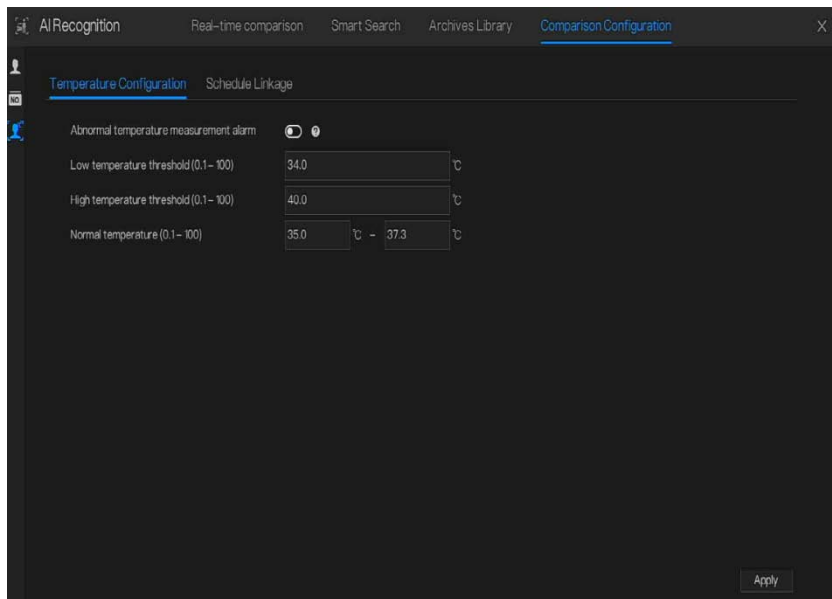 AI Recognition Real-time comparison Smart Search Archives Library Comparison Configuration X
Temperature Configuration Schedule Linkage
NO.
Abnormal temperature measurement alarm ?
Low temperature threshold (0.1– 100) 34.0 ℃
High temperature threshold (0.1– 100) 40.0 ℃
Normal temperature (0.1– 100) 35.0 ℃ – 37.3 ℃
Apply